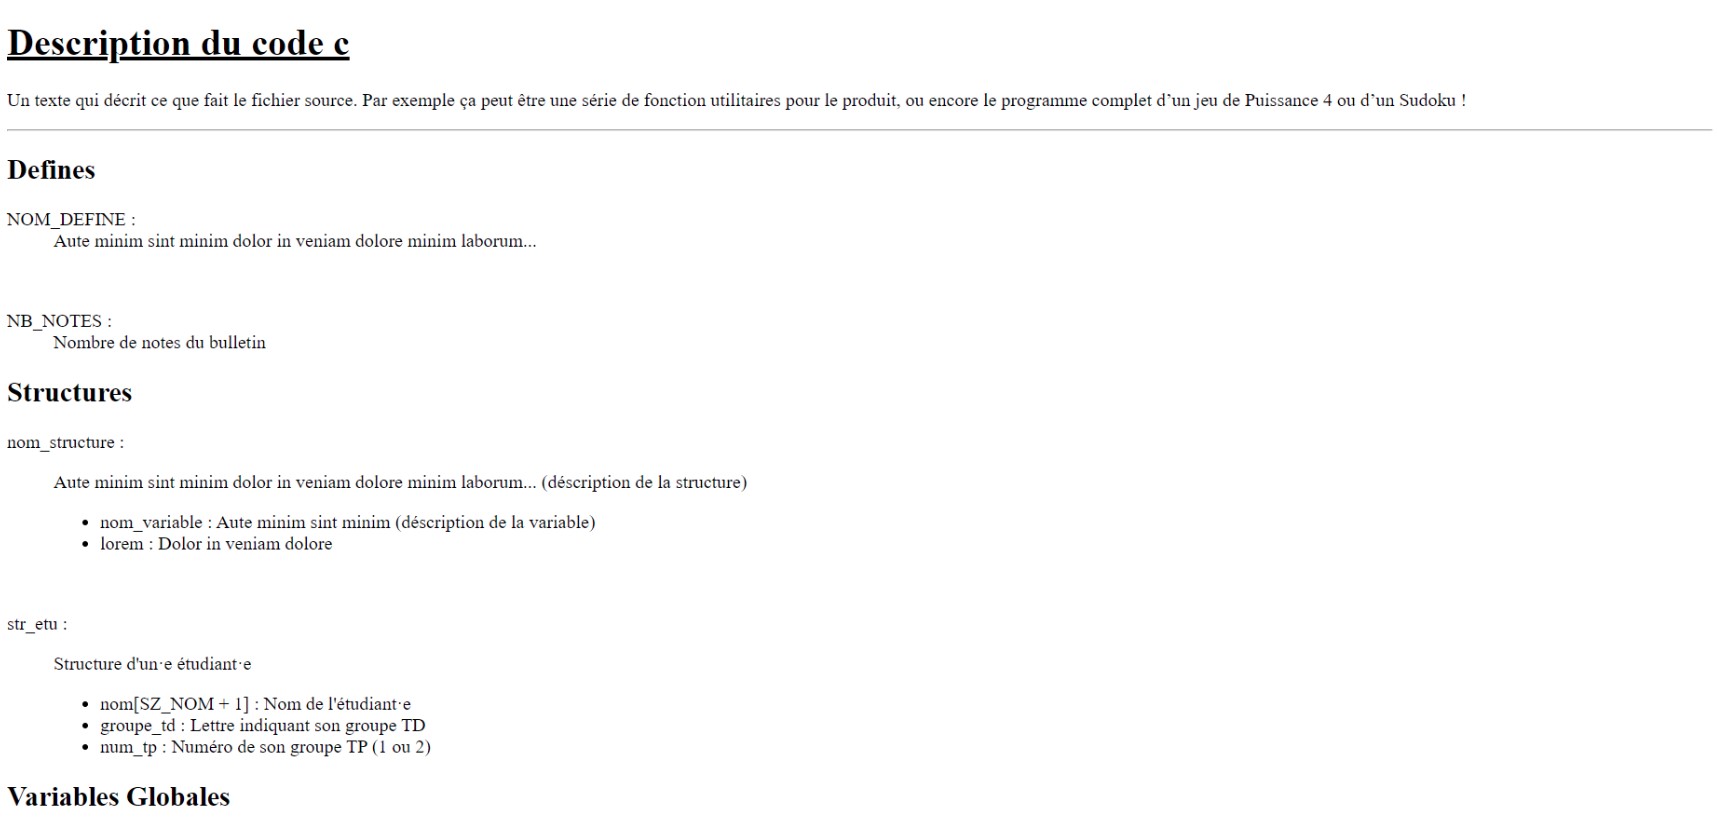 Description du code c
Un texte qui décrit ce que fait le fichier source. Par exemple ça peut être une série de fonction utilitaires pour le produit, ou encore le programme complet d’un jeu de Puissance 4 ou d’un Sudoku !
Defines
NOM_DEFINE :
Aute minim sint minim dolor in veniam dolore minim laborum...
NB_NOTES :
Nombre de notes du bulletin
Structures
nom_structure :
Aute minim sint minim dolor in veniam dolore minim laborum... (déscription de la structure)
• nom_variable : Aute minim sint minim (déscription de la variable)
• lorem : Dolor in veniam dolore
str_etu :
Structure d'un·e étudiant·e
• nom[SZ_NOM + 1] : Nom de l'étudiant·e
• groupe_td : Lettre indiquant son groupe TD
• num_tp : Numéro de son groupe TP (1 ou 2)
Variables Globales